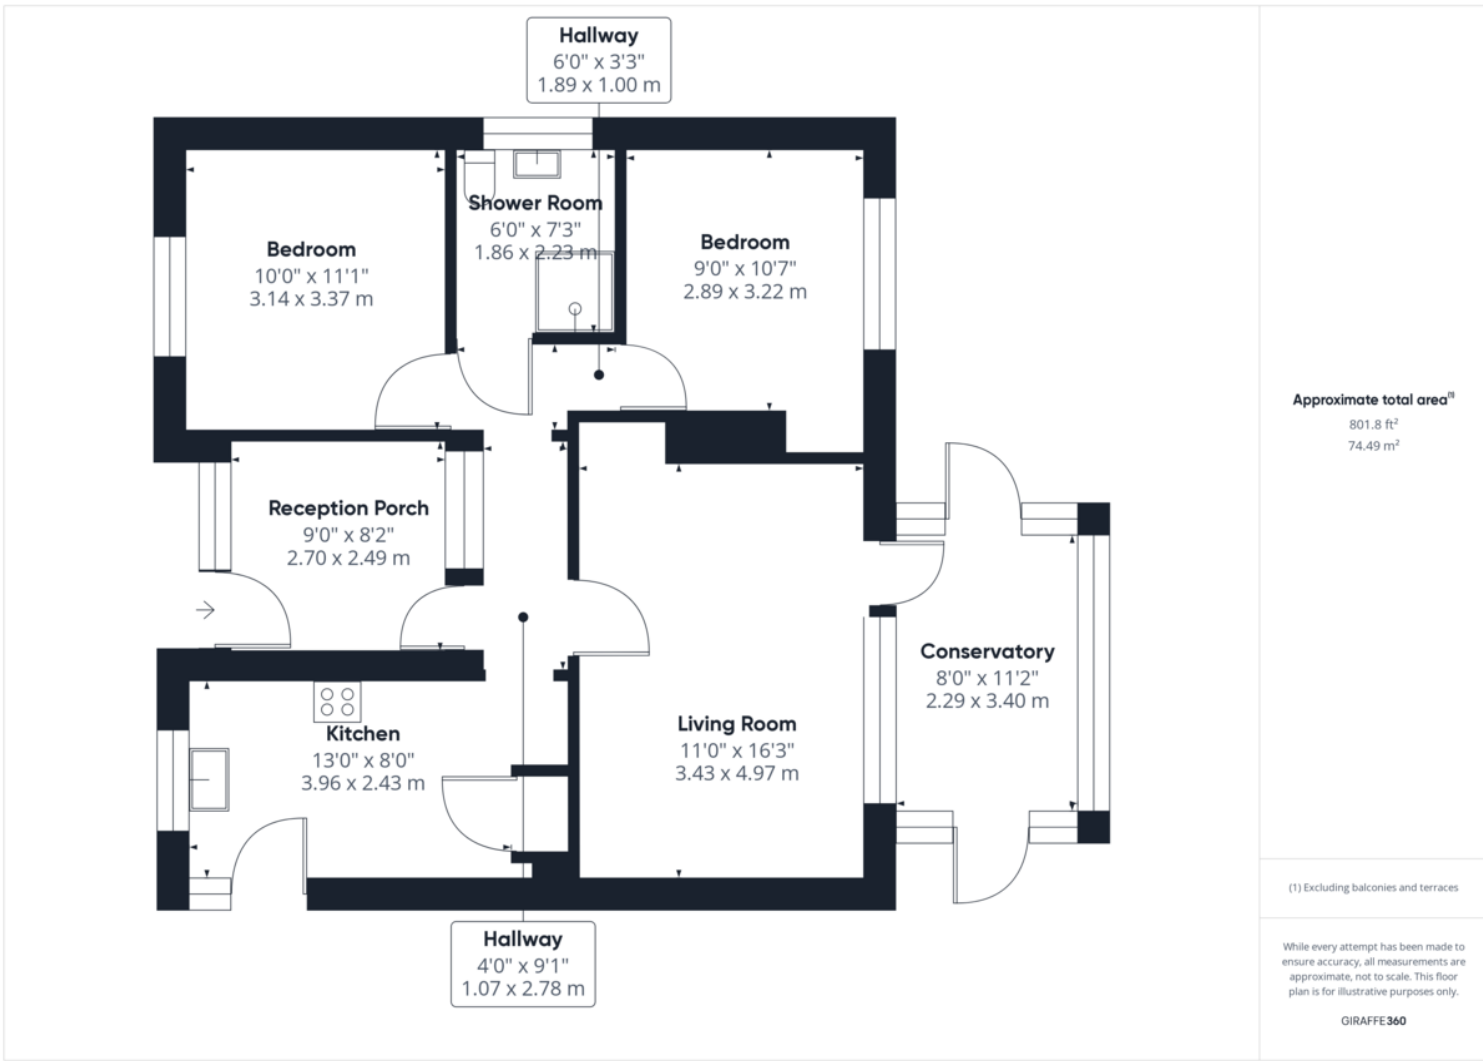 Hallway
6'0" x 3'3"
1.89 x 1.00 m
Shower Room
6'0" x 7'3"
1.86 x 2.23 m
Bedroom
10'0" x 11'1"
3.14 x 3.37 m
Bedroom
9'0" x 10'7"
2.89 x 3.22 m
Reception Porch
9'0" x 8'2"
2.70 x 2.49 m
Conservatory
8'0" x 11'2"
2.29 x 3.40 m
Living Room
11'0" x 16'3"
3.43 x 4.97 m
Kitchen
13'0" x 8'0"
3.96 x 2.43 m
Hallway
4'0" x 9'1"
1.07 x 2.78 m
Approximate total area⁽¹⁾
801.8 ft²
74.49 m²
(1) Excluding balconies and terraces
While every attempt has been made to
ensure accuracy, all measurements are
approximate, not to scale. This floor
plan is for illustrative purposes only.
GIRAFFE360